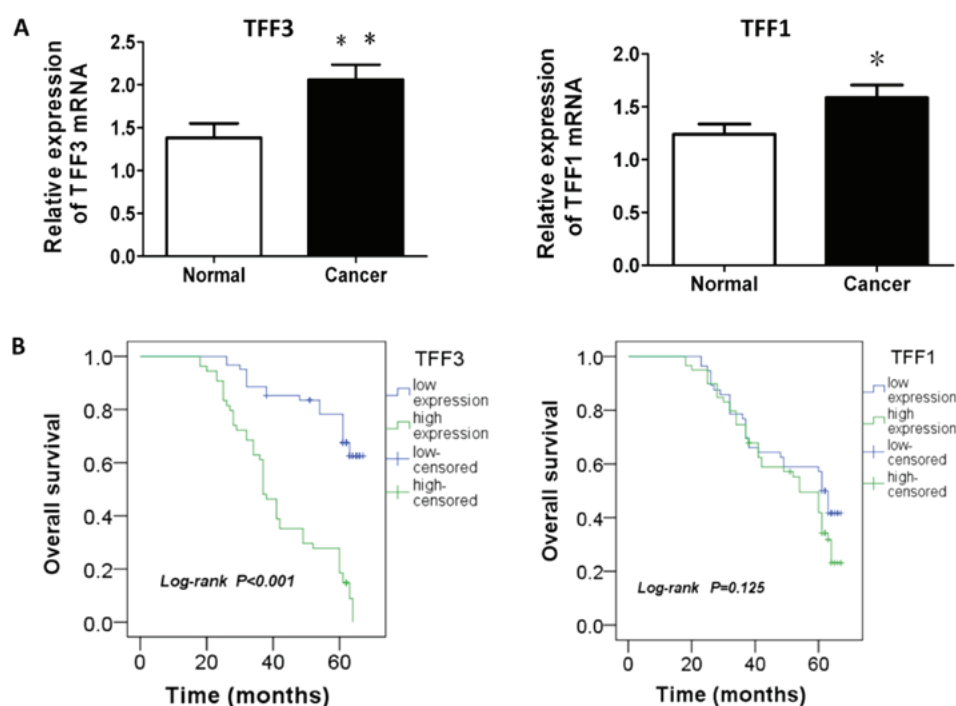 A
TFF3
Relative expression
of TFF3 mRNA
2.5
2.0
1.5
1.0
0.5
0.0
* *
Normal
Cancer
TFF1
Relative expression
of TFF1 mRNA
2.0
1.5
1.0
0.5
0.0
*
Normal
Cancer
B
Overall survival
1.0
0.8
0.6
0.4
0.2
0.0
Log-rank P<0.001
0
20
40
60
Time (months)
TFF3
low
expression
high
expression
low-
censored
high-
censored
Overall survival
1.0
0.8
0.6
0.4
0.2
0.0
Log-rank P=0.125
0
20
40
60
Time (months)
TFF1
low
expression
high
expression
low-
censored
high-
censored